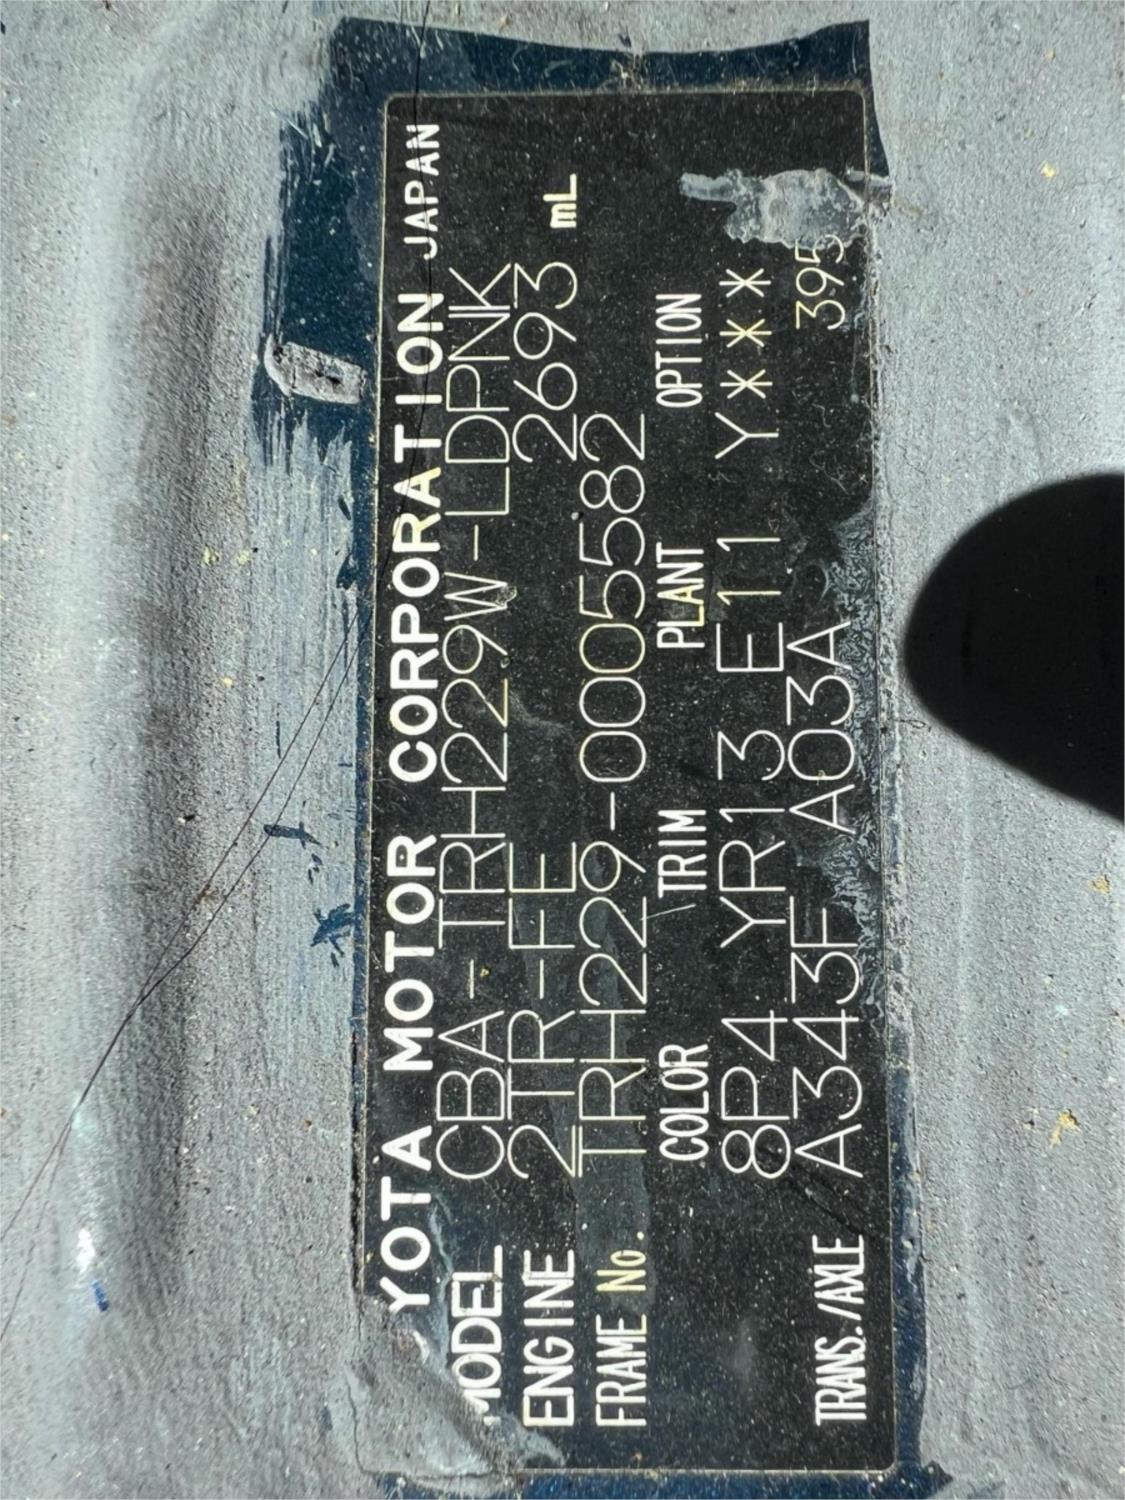 YOTA MOTOR CORPORATION JAPAN
MODEL CBA-TRH229W-LDPNK
ENGINE 2TR-FE 2693 mL
FRAME No. TRH229-0005582
COLOR TRIM PLANT OPTION
8P4 YR13 E11 Y***
TRANS./AXLE A343F A03A 395